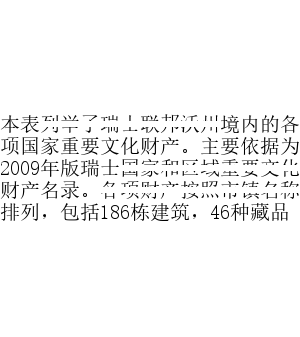 本表列举了瑞士联邦沃州境内的各
项国家重要文化财产。主要依据为
2009年版瑞士国家和区域重要文化
财产名录。各项财产按照市镇名称
排列，包括186栋建筑，46种藏品